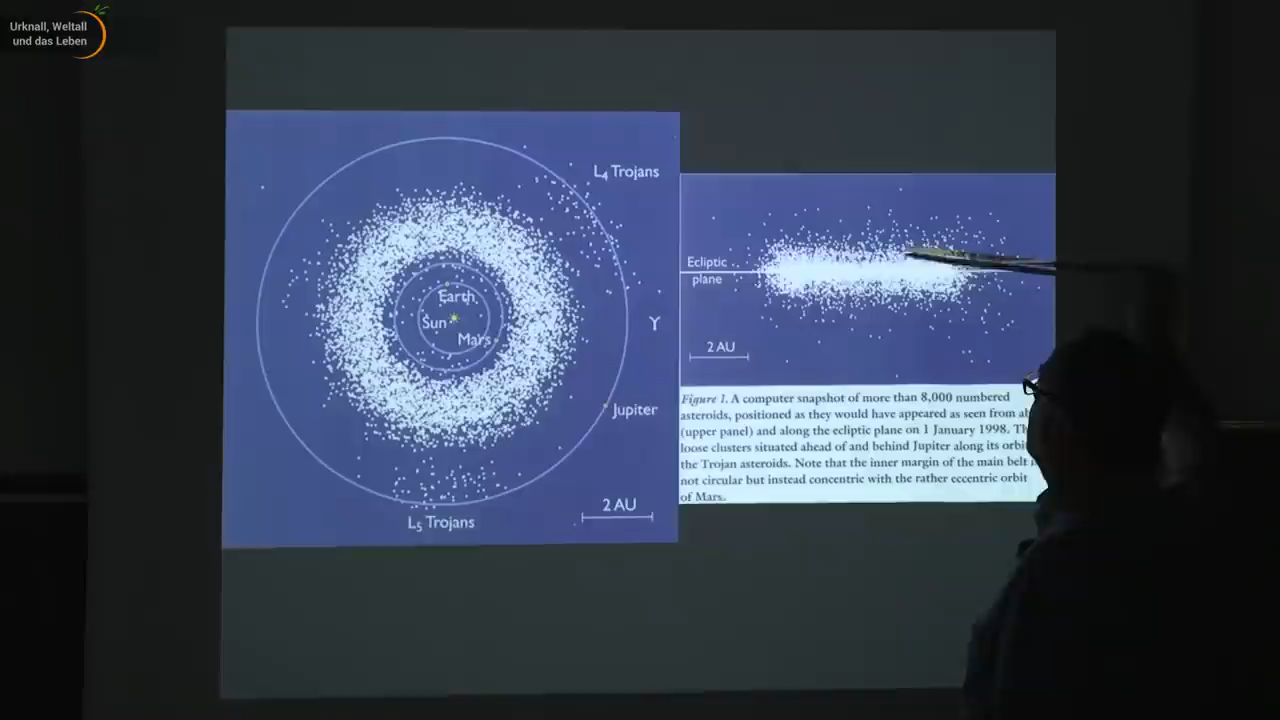 Urknall, Weltall
und das Leben
L4 Trojans
Earth
Sun
Mars
Jupiter
2 AU
L5 Trojans
Ecliptic
plane
2 AU
Figure 1. A computer snapshot of more than 8,000 numbered
asteroids, positioned as they would have appeared as seen from
(upper panel) and along the ecliptic plane on 1 January 1998.
loose clusters situated ahead of and behind Jupiter along its
the Trojan asteroids. Note that the inner margin of the main belt
not circular but instead concentric with the rather eccentric orbit
of Mars.